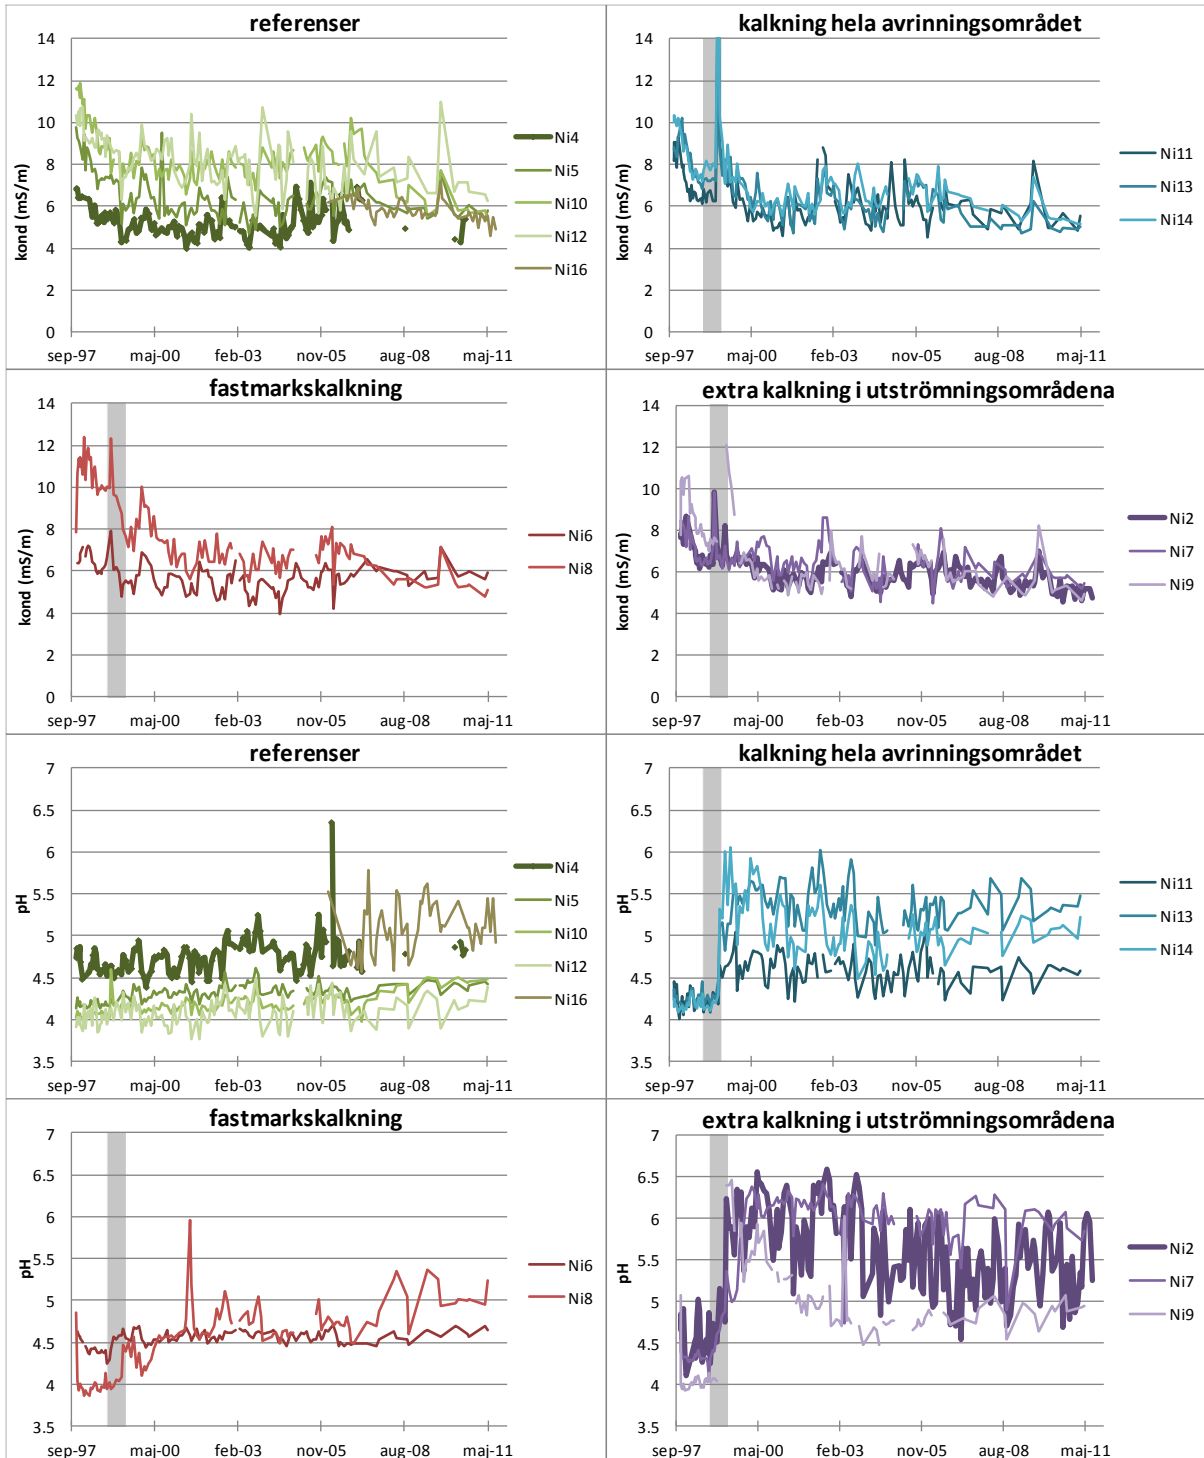 referenser
14
12
10
8
6
4
2
0
kond (mS/m)
sep-97 maj-00 feb-03 nov-05 aug-08 maj-11
Ni4
Ni5
Ni10
Ni12
Ni16
kalkning hela avrinningsområdet
14
12
10
8
6
4
2
0
kond (mS/m)
sep-97 maj-00 feb-03 nov-05 aug-08 maj-11
Ni11
Ni13
Ni14
fastmarkskalkning
14
12
10
8
6
4
2
0
kond (mS/m)
sep-97 maj-00 feb-03 nov-05 aug-08 maj-11
Ni6
Ni8
extra kalkning i utströmningsområdena
14
12
10
8
6
4
2
0
kond (mS/m)
sep-97 maj-00 feb-03 nov-05 aug-08 maj-11
Ni2
Ni7
Ni9
referenser
7
6.5
6
5.5
5
4.5
4
3.5
pH
sep-97 maj-00 feb-03 nov-05 aug-08 maj-11
Ni4
Ni5
Ni10
Ni12
Ni16
kalkning hela avrinningsområdet
7
6.5
6
5.5
5
4.5
4
3.5
pH
sep-97 maj-00 feb-03 nov-05 aug-08 maj-11
Ni11
Ni13
Ni14
fastmarkskalkning
7
6.5
6
5.5
5
4.5
4
3.5
pH
sep-97 maj-00 feb-03 nov-05 aug-08 maj-11
Ni6
Ni8
extra kalkning i utströmningsområdena
7
6.5
6
5.5
5
4.5
4
3.5
pH
sep-97 maj-00 feb-03 nov-05 aug-08 maj-11
Ni2
Ni7
Ni9